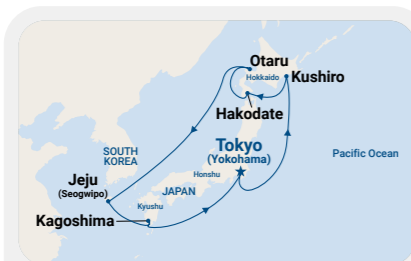 Otaru
Hokkaido
Kushiro
Hakodate
SOUTH
KOREA
Tokyo
(Yokohama)
Pacific Ocean
Honshu
Jeju
(Seogwipo)
JAPAN
Kyushu
Kagoshima